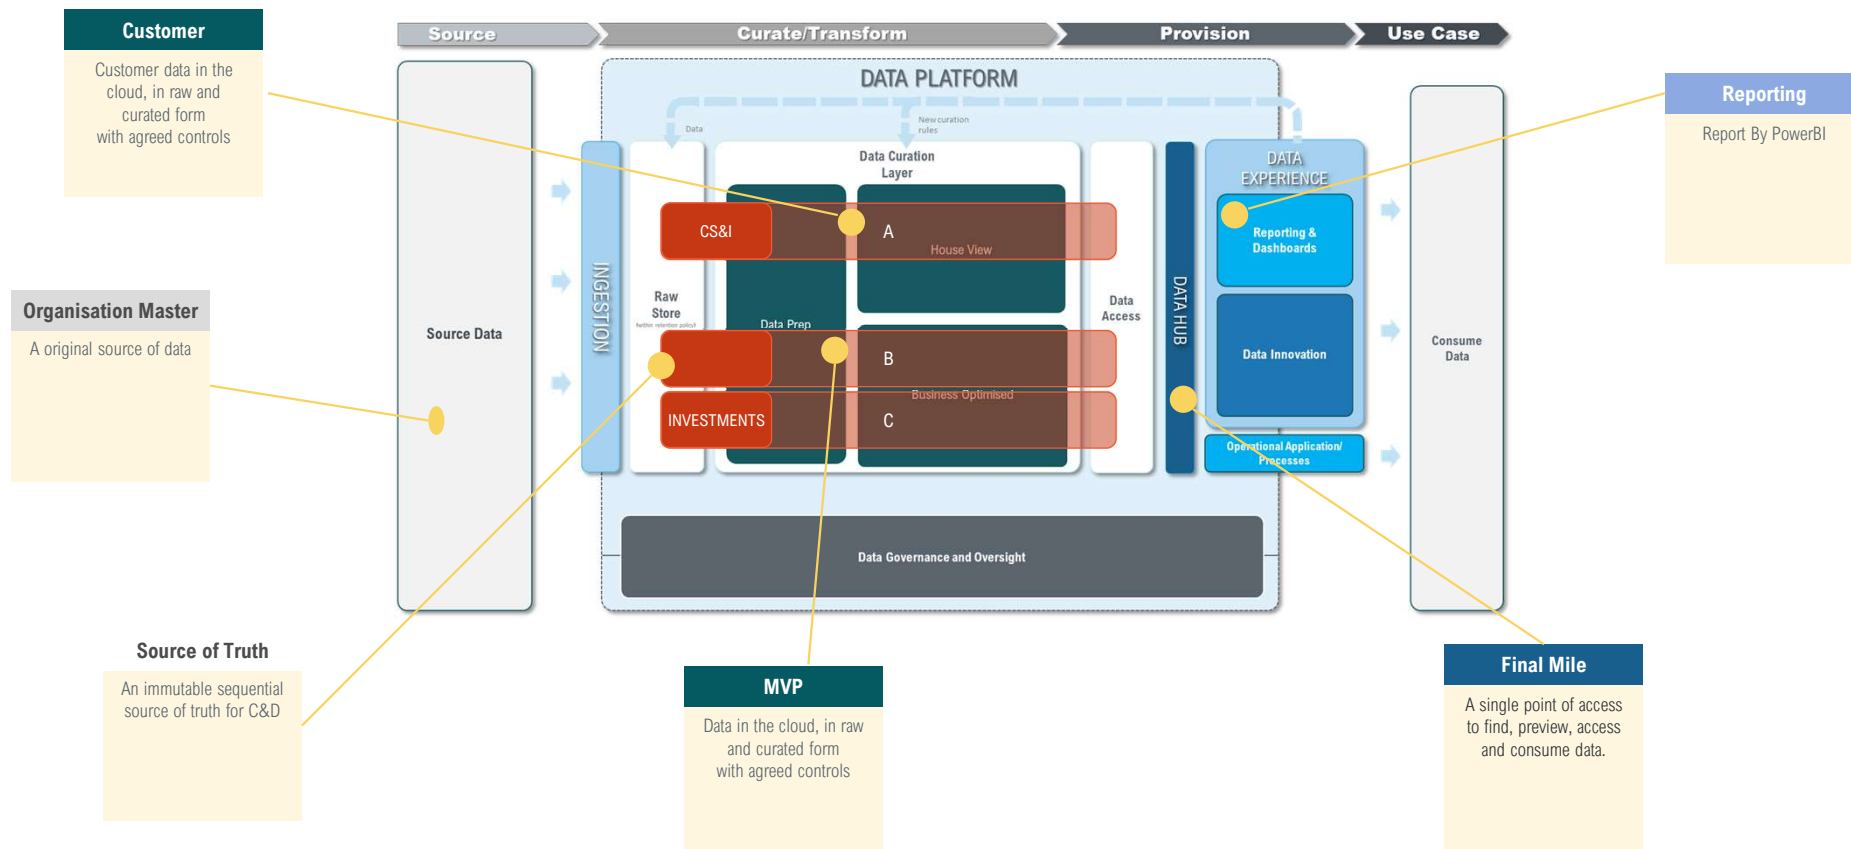 Customer
Customer data in the
cloud, in raw and
curated form
with agreed controls
Source
Curate/Transform
Provision
Use Case
DATA PLATFORM
Data
New curation
rules
Reporting
Report By PowerBI
Organisation Master
A original source of data
Source Data
INGESTION
Raw
Store
(within retention policy)
Data Curation
Layer
Data Prep
House View
Business Optimised
CS&I
A
B
INVESTMENTS
C
Data
Access
DATA HUB
DATA
EXPERIENCE
Reporting &
Dashboards
Data Innovation
Operational Application/
Processes
Consume
Data
Data Governance and Oversight
Source of Truth
An immutable sequential
source of truth for C&D
MVP
Data in the cloud, in raw
and curated form
with agreed controls
Final Mile
A single point of access
to find, preview, access
and consume data.